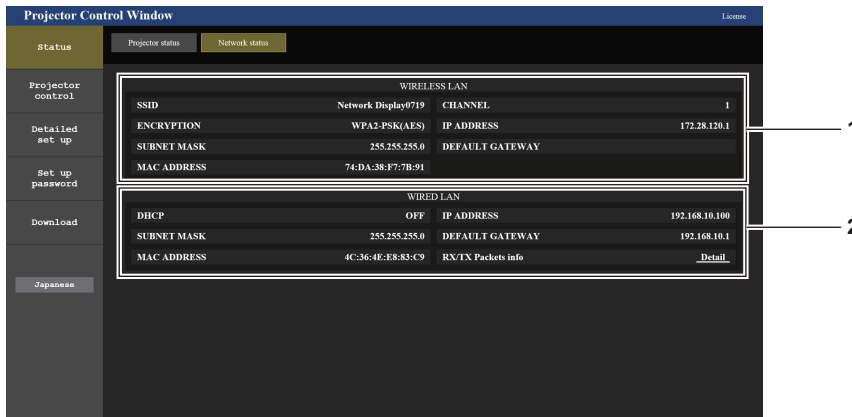 Projector Control Window License
Status Projector status Network status
Projector control
Detailed set up
Set up password
Download
Japanese
WIRELESS LAN
SSID Network Display0719 CHANNEL 1
ENCRYPTION WPA2-PSK(AES) IP ADDRESS 172.28.120.1
SUBNET MASK 255.255.255.0 DEFAULT GATEWAY
MAC ADDRESS 74:DA:38:F7:7B:91
1
WIRED LAN
DHCP OFF IP ADDRESS 192.168.10.100
SUBNET MASK 255.255.255.0 DEFAULT GATEWAY 192.168.10.1
MAC ADDRESS 4C:36:4E:E8:83:C9 RX/TX Packets info Detail
2